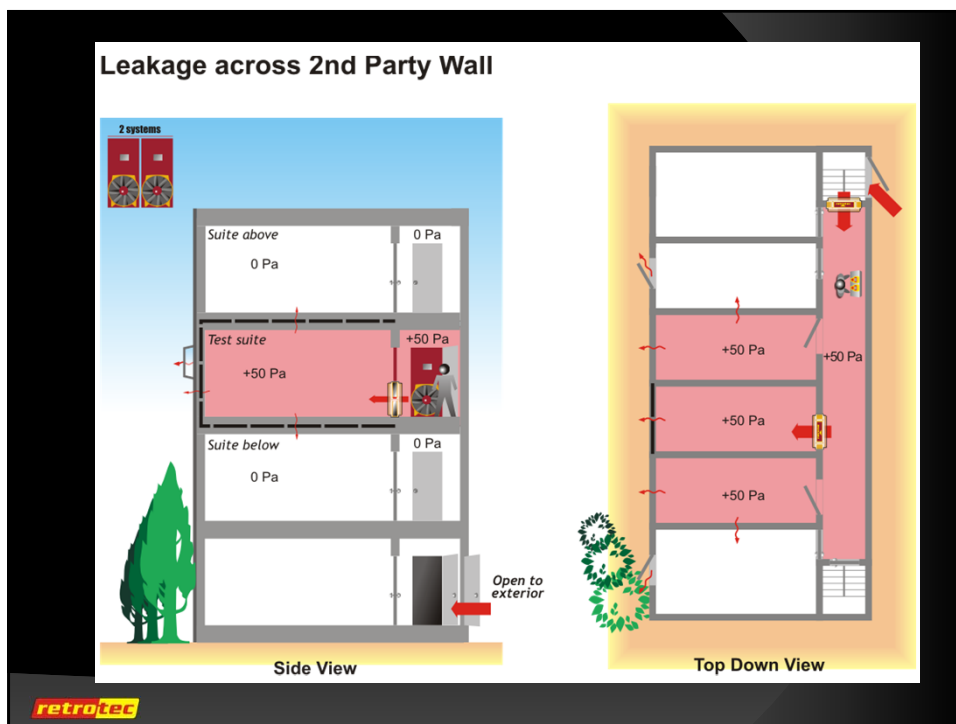 Leakage across 2nd Party Wall
2 systems
Suite above
0 Pa
0 Pa
Test suite
+50 Pa
+50 Pa
Suite below
0 Pa
0 Pa
Open to
exterior
Side View
+50 Pa
+50 Pa
+50 Pa
+50 Pa
Top Down View
retrotec